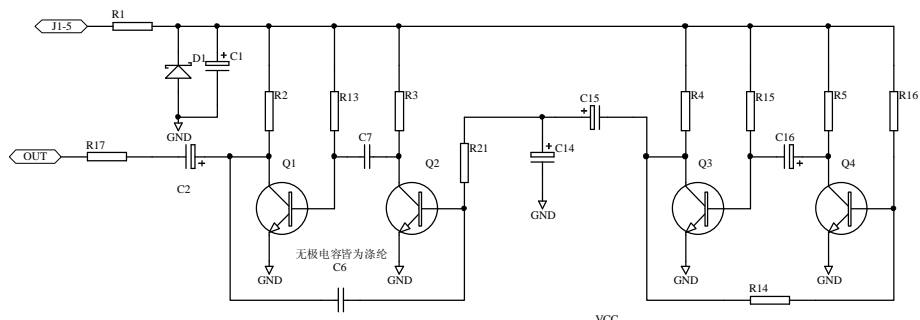 J1-5
R1
D1
C1
R2
R13
R3
R4
R15
R5
R16
GND
OUT
R17
C2
Q1
C7
Q2
R21
C14
C15
Q3
C16
Q4
GND
无极电容皆为涤纶
C6
GND
GND
GND
GND
R14
VCC